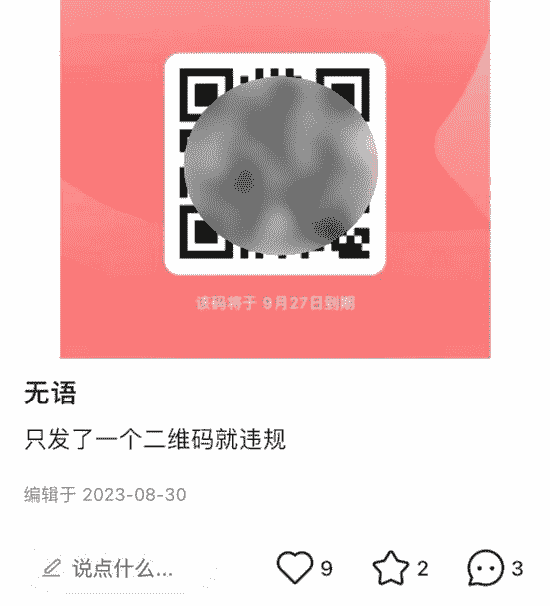 该码将于 9月27日到期
无语
只发了一个二维码就违规
编辑于 2023-08-30
说点什么...
9
2
3